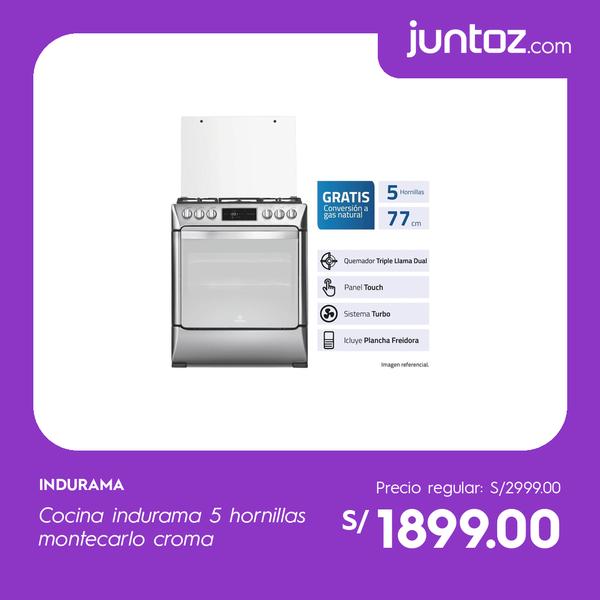 juntoz.com
GRATIS
Conversión a
gas natural
5 Hornillas
77 cm
Quemador Triple Llama Dual
Panel Touch
Sistema Turbo
Icluye Plancha Freidora
Imagen referencial.
INDURAMA
Cocina indurama 5 hornillas
montecarlo croma
Precio regular: S/2999.00
S/1899.00